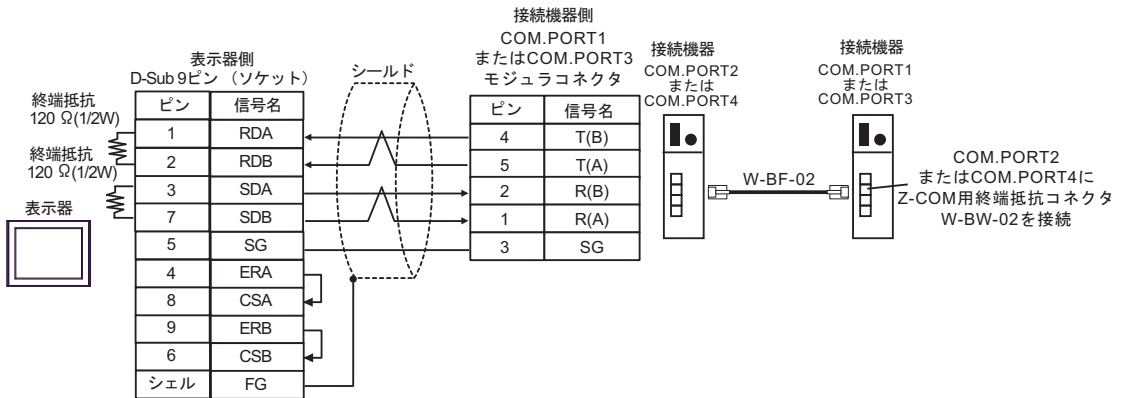 接続機器側
COM.PORT1
またはCOM.PORT3
モジュラコネクタ
表示器側
D-Sub 9ピン （ソケット）
シールド
接続機器
COM.PORT2
または
COM.PORT4
接続機器
COM.PORT1
または
COM.PORT3
終端抵抗
120 Ω(1/2W)
終端抵抗
120 Ω(1/2W)
表示器
ピン 信号名
1 RDA
2 RDB
3 SDA
7 SDB
5 SG
4 ERA
8 CSA
9 ERB
6 CSB
シェル FG
ピン 信号名
4 T(B)
5 T(A)
2 R(B)
1 R(A)
3 SG
W-BF-02
COM.PORT2
またはCOM.PORT4に
Z-COM用終端抵抗コネクタ
W-BW-02を接続